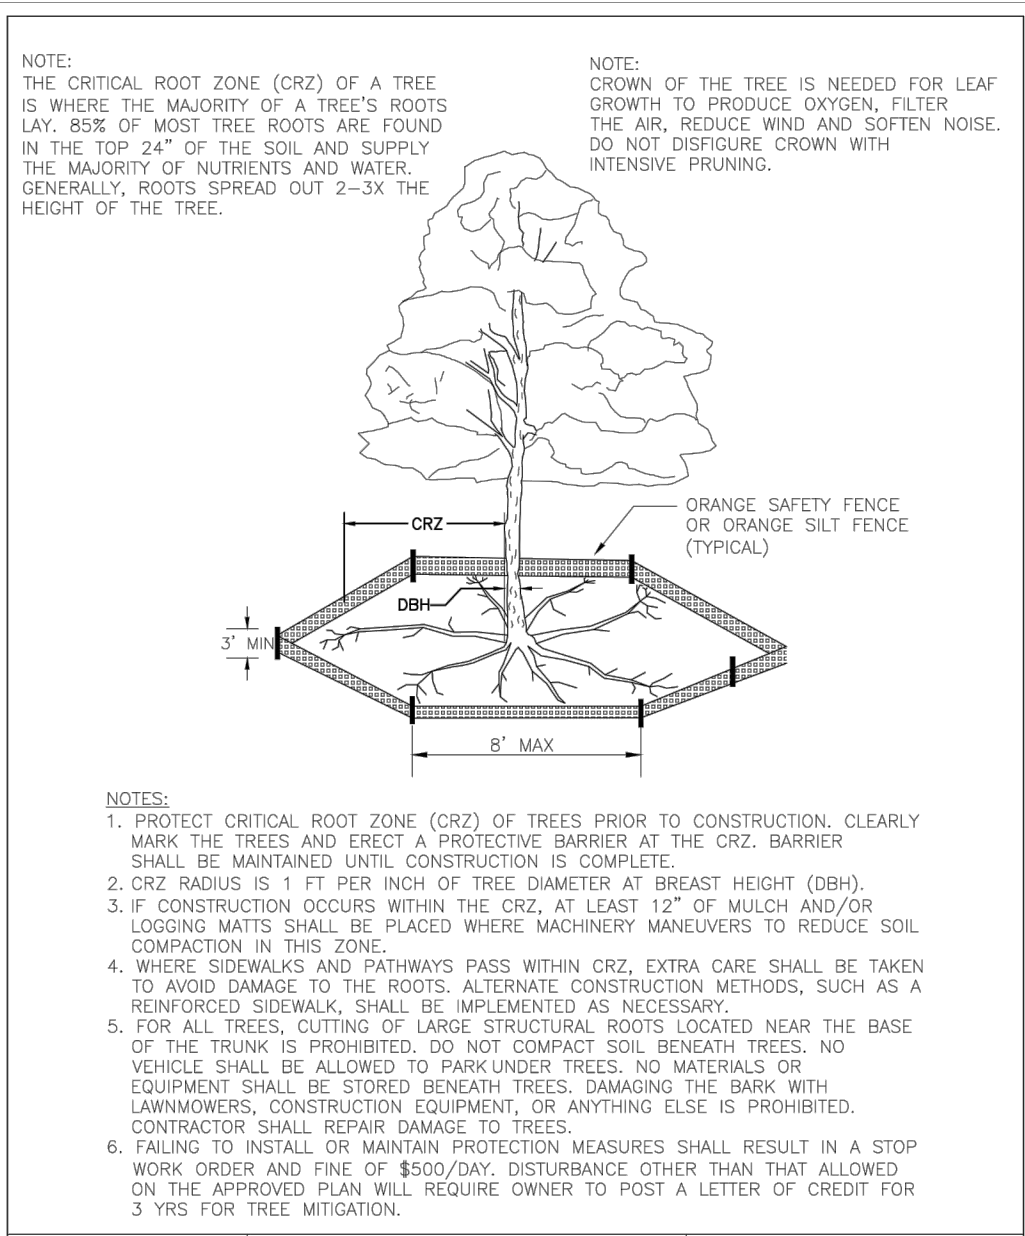 NOTE:
THE CRITICAL ROOT ZONE (CRZ) OF A TREE
IS WHERE THE MAJORITY OF A TREE'S ROOTS
LAY. 85% OF MOST TREE ROOTS ARE FOUND
IN THE TOP 24" OF THE SOIL AND SUPPLY
THE MAJORITY OF NUTRIENTS AND WATER.
GENERALLY, ROOTS SPREAD OUT 2-3X THE
HEIGHT OF THE TREE.
NOTE:
CROWN OF THE TREE IS NEEDED FOR LEAF
GROWTH TO PRODUCE OXYGEN, FILTER
THE AIR, REDUCE WIND AND SOFTEN NOISE.
DO NOT DISFIGURE CROWN WITH
INTENSIVE PRUNING.
ORANGE SAFETY FENCE
OR ORANGE SILT FENCE
(TYPICAL)
CRZ
DBH
3' MIN
8' MAX
NOTES:
1. PROTECT CRITICAL ROOT ZONE (CRZ) OF TREES PRIOR TO CONSTRUCTION. CLEARLY
MARK THE TREES AND ERECT A PROTECTIVE BARRIER AT THE CRZ. BARRIER
SHALL BE MAINTAINED UNTIL CONSTRUCTION IS COMPLETE.
2. CRZ RADIUS IS 1 FT PER INCH OF TREE DIAMETER AT BREAST HEIGHT (DBH).
3. IF CONSTRUCTION OCCURS WITHIN THE CRZ, AT LEAST 12" OF MULCH AND/OR
LOGGING MATTS SHALL BE PLACED WHERE MACHINERY MANEUVERS TO REDUCE SOIL
COMPACTION IN THIS ZONE.
4. WHERE SIDEWALKS AND PATHWAYS PASS WITHIN CRZ, EXTRA CARE SHALL BE TAKEN
TO AVOID DAMAGE TO THE ROOTS. ALTERNATE CONSTRUCTION METHODS, SUCH AS A
REINFORCED SIDEWALK, SHALL BE IMPLEMENTED AS NECESSARY.
5. FOR ALL TREES, CUTTING OF LARGE STRUCTURAL ROOTS LOCATED NEAR THE BASE
OF THE TRUNK IS PROHIBITED. DO NOT COMPACT SOIL BENEATH TREES. NO
VEHICLE SHALL BE ALLOWED TO PARK UNDER TREES. NO MATERIALS OR
EQUIPMENT SHALL BE STORED BENEATH TREES. DAMAGING THE BARK WITH
LAWNMOWERS, CONSTRUCTION EQUIPMENT, OR ANYTHING ELSE IS PROHIBITED.
CONTRACTOR SHALL REPAIR DAMAGE TO TREES.
6. FAILING TO INSTALL OR MAINTAIN PROTECTION MEASURES SHALL RESULT IN A STOP
WORK ORDER AND FINE OF $500/DAY. DISTURBANCE OTHER THAN THAT ALLOWED
ON THE APPROVED PLAN WILL REQUIRE OWNER TO POST A LETTER OF CREDIT FOR
3 YRS FOR TREE MITIGATION.